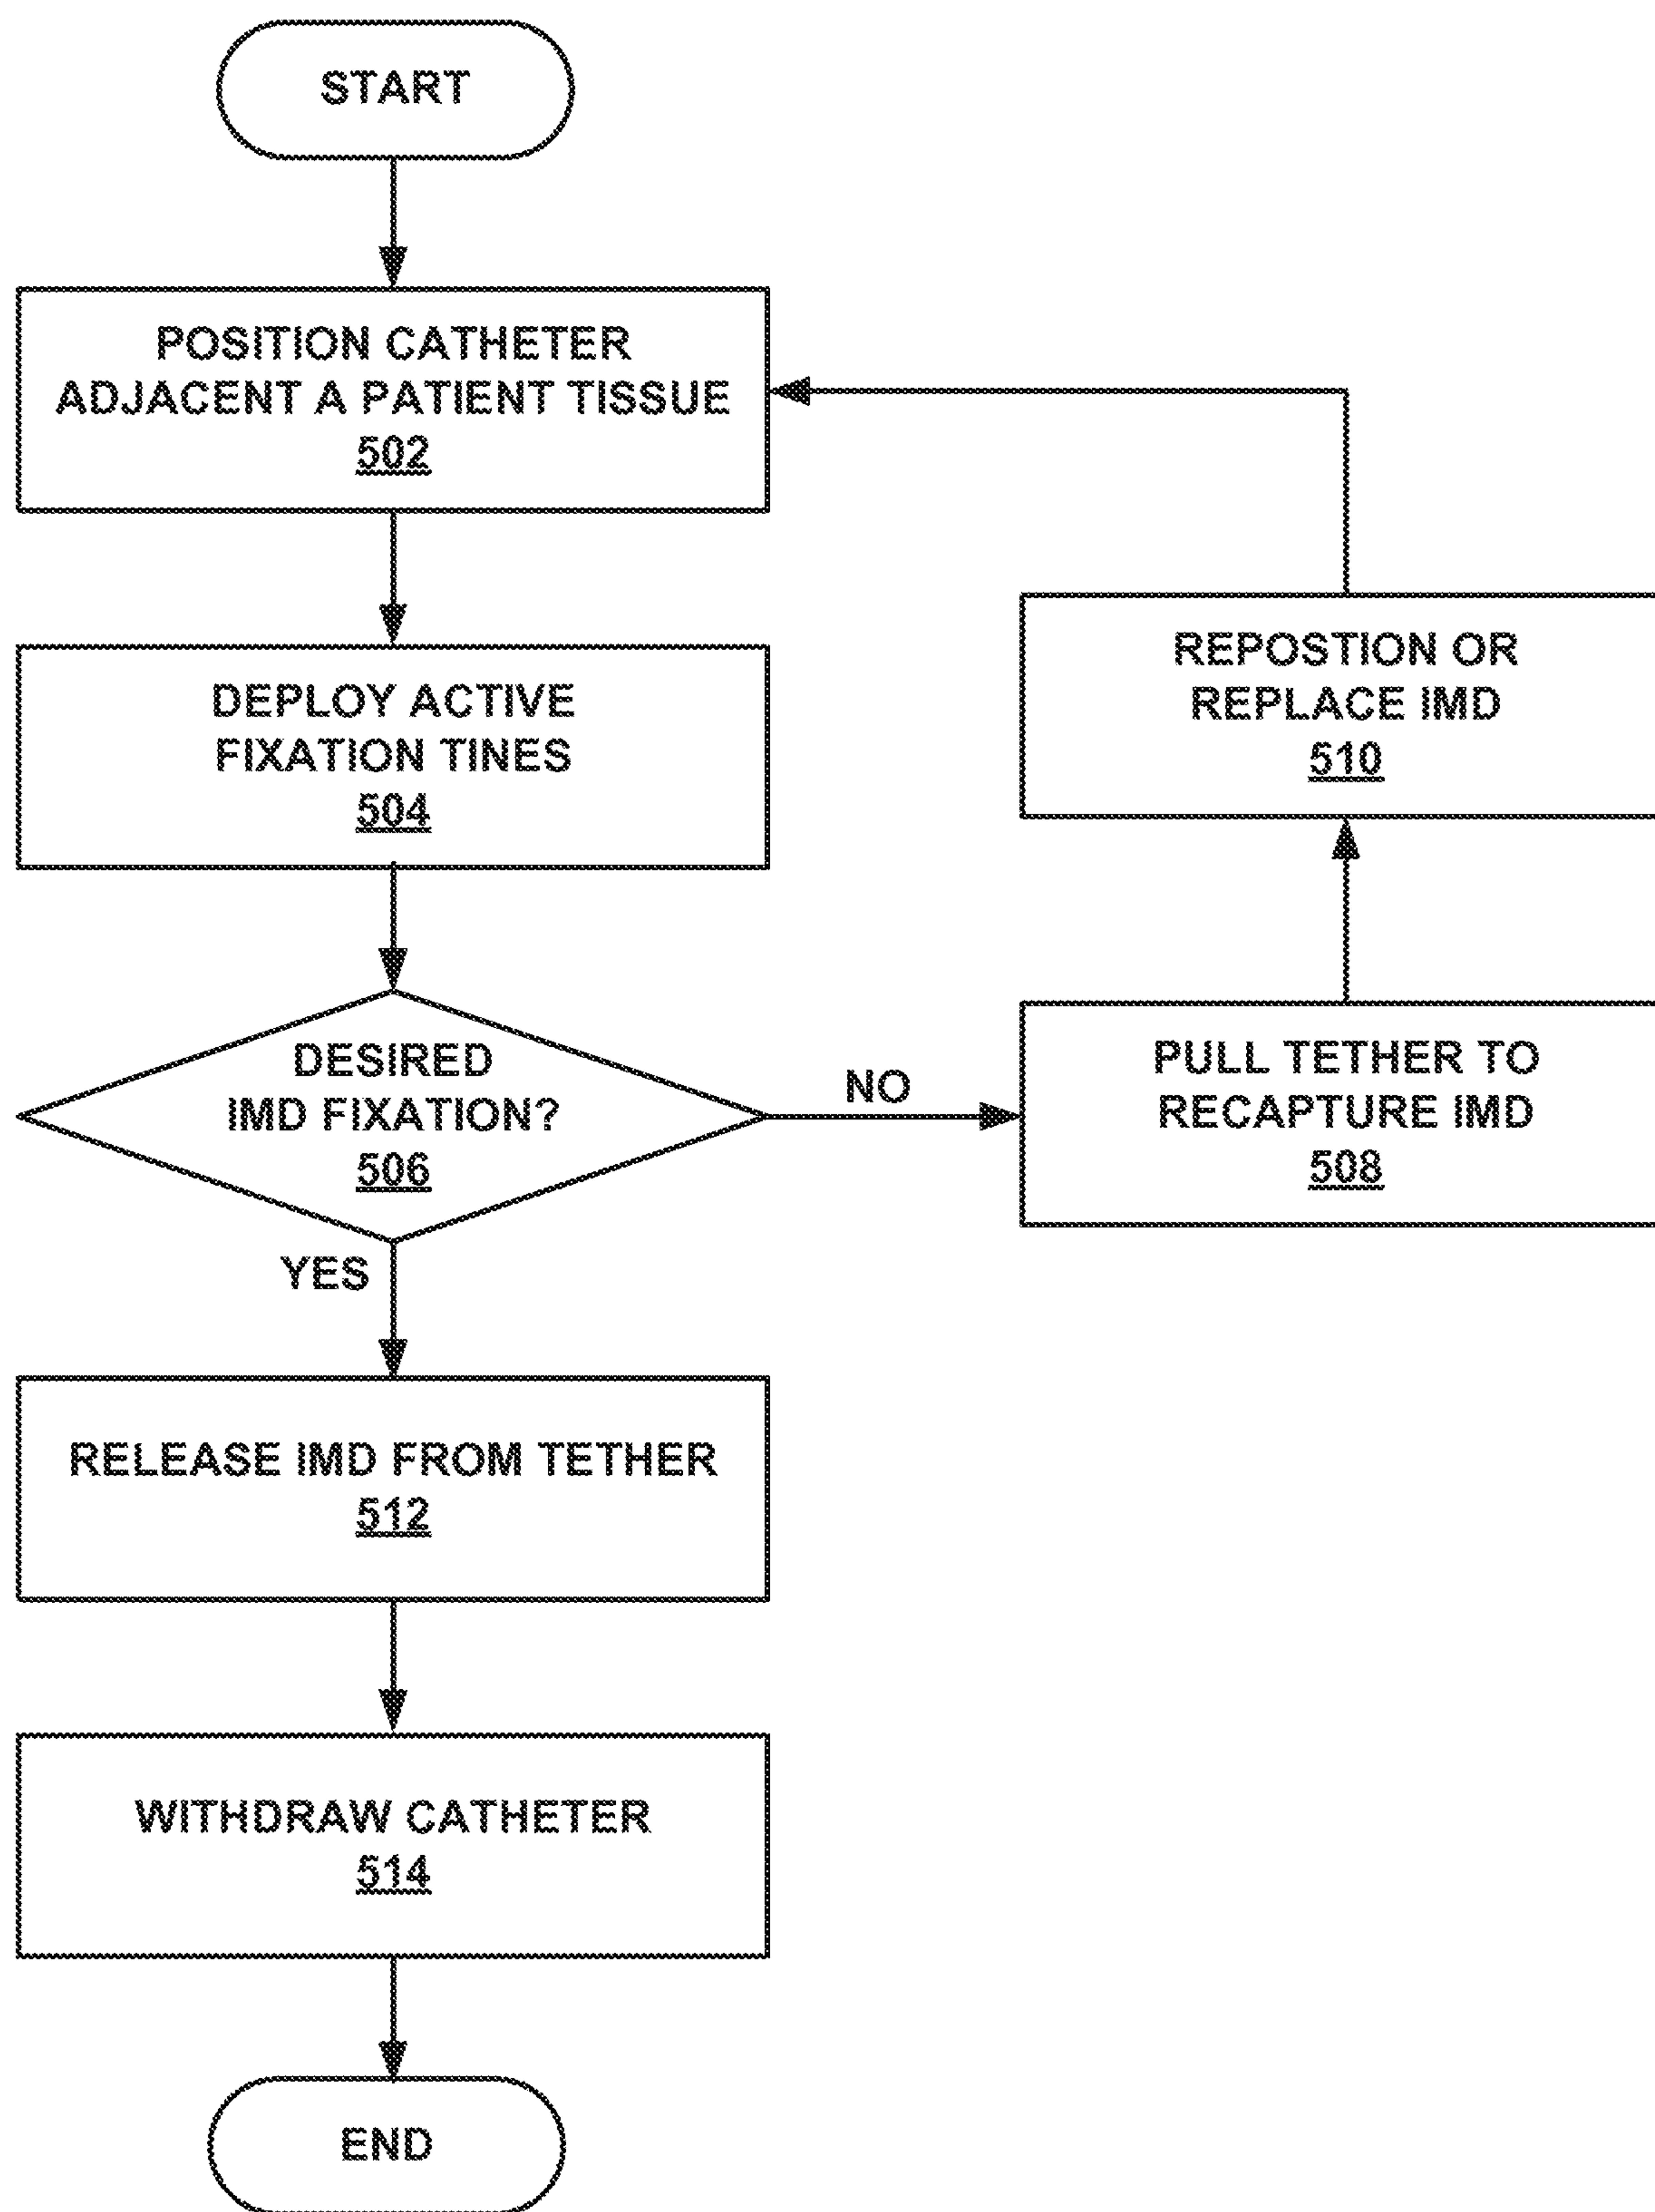 START
POSITION CATHETER
ADJACENT A PATIENT TISSUE
502
DEPLOY ACTIVE
FIXATION TINES
504
DESIRED
IMD FIXATION?
506
NO
PULL TETHER TO
RECAPTURE IMD
508
REPOSTION OR
REPLACE IMD
510
YES
RELEASE IMD FROM TETHER
512
WITHDRAW CATHETER
514
END